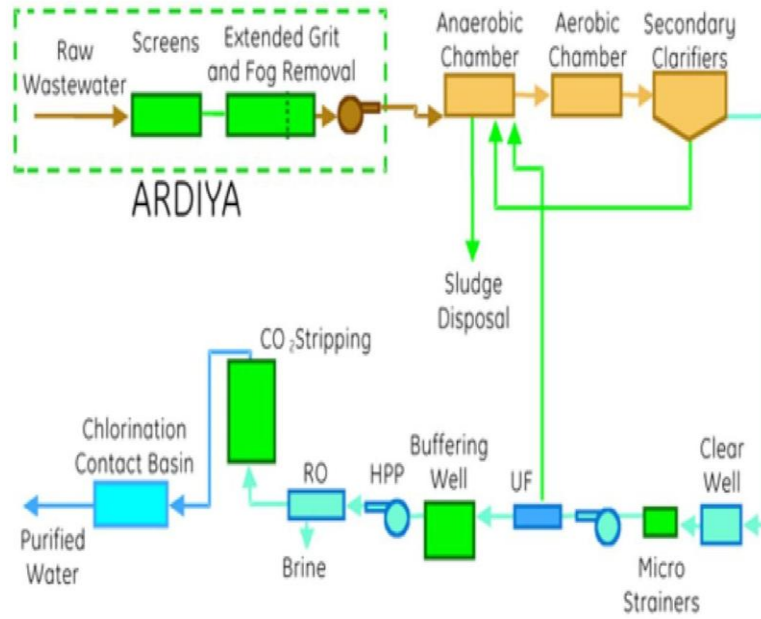 Raw
Wastewater
Screens
Extended Grit
and Fog Removal
ARDIYA
Anaerobic
Chamber
Aerobic
Chamber
Secondary
Clarifiers
Sludge
Disposal
CO₂Stripping
Chlorination
Contact Basin
Purified
Water
RO
Brine
HPP
Buffering
Well
UF
Micro
Strainers
Clear
Well